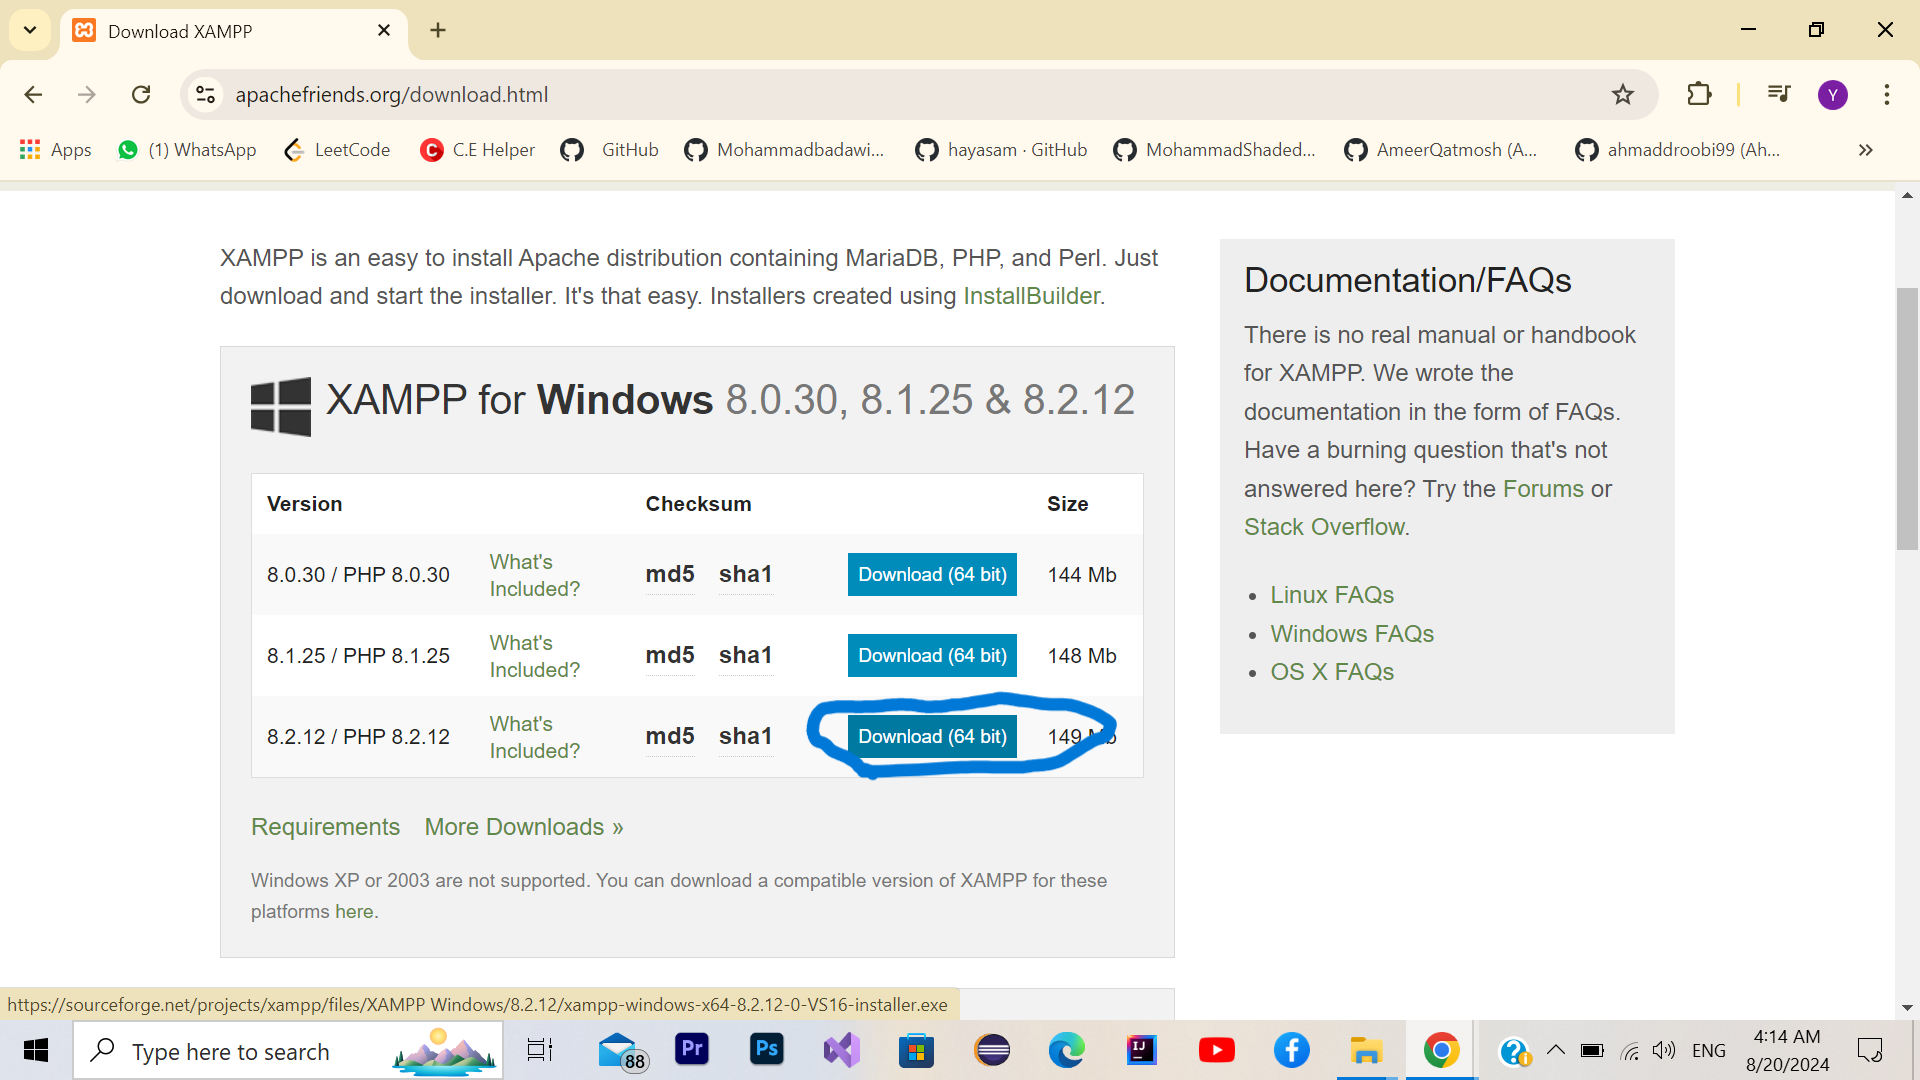 Download XAMPP
apachefriends.org/download.html
Y
Apps
(1) WhatsApp
LeetCode
C.E Helper
GitHub
Mohammadbadawi...
hayasam · GitHub
MohammadShaded...
AmeerQatmosh (A...
ahmaddroobi99 (Ah...
XAMPP is an easy to install Apache distribution containing MariaDB, PHP, and Perl. Just
download and start the installer. It's that easy. Installers created using InstallBuilder.
XAMPP for Windows 8.0.30, 8.1.25 & 8.2.12
Version Checksum Size
8.0.30 / PHP 8.0.30 What's Included? md5 sha1 Download (64 bit) 144 Mb
8.1.25 / PHP 8.1.25 What's Included? md5 sha1 Download (64 bit) 148 Mb
8.2.12 / PHP 8.2.12 What's Included? md5 sha1 Download (64 bit) 149 Mb
Requirements More Downloads »
Windows XP or 2003 are not supported. You can download a compatible version of XAMPP for these
platforms here.
Documentation/FAQs
There is no real manual or handbook
for XAMPP. We wrote the
documentation in the form of FAQs.
Have a burning question that's not
answered here? Try the Forums or
Stack Overflow.
Linux FAQs
Windows FAQs
OS X FAQs
https://sourceforge.net/projects/xampp/files/XAMPP Windows/8.2.12/xampp-windows-x64-8.2.12-0-VS16-installer.exe
Type here to search
88
Pr
Ps
IJ
ENG
4:14 AM
8/20/2024